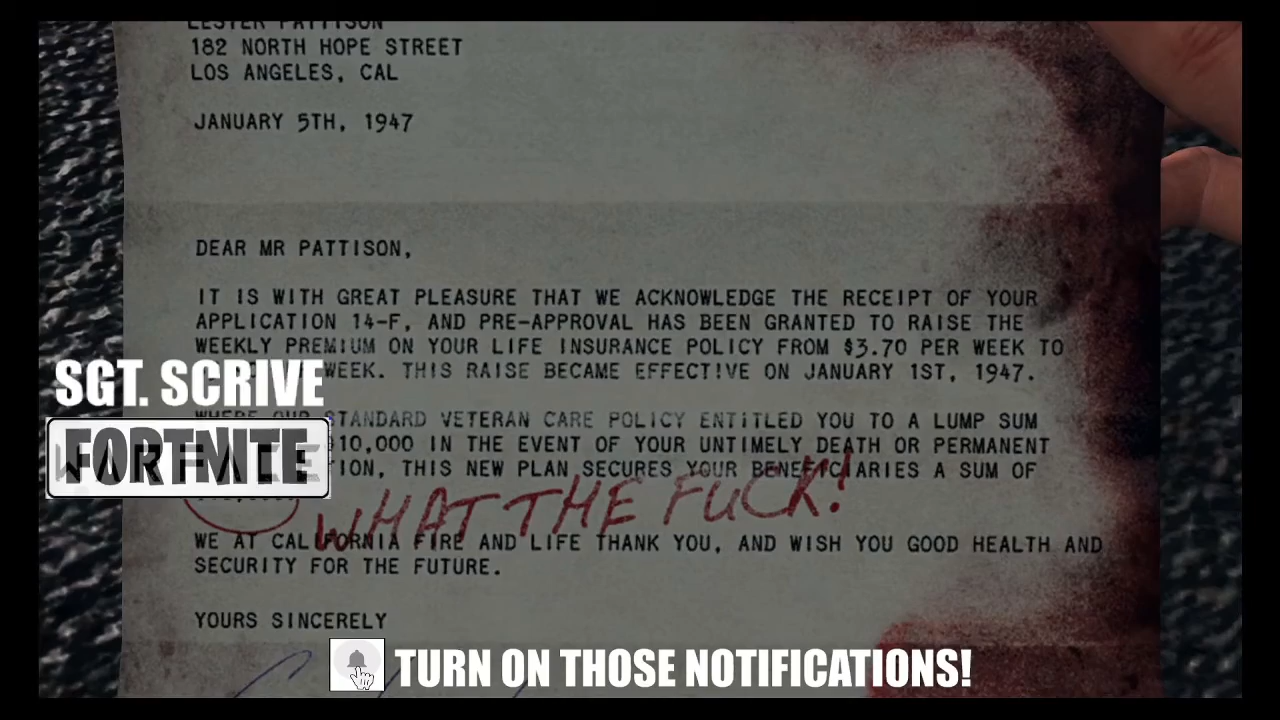 LESTER PATTISON
182 NORTH HOPE STREET
LOS ANGELES, CAL
JANUARY 5TH, 1947
DEAR MR PATTISON,
IT IS WITH GREAT PLEASURE THAT WE ACKNOWLEDGE THE RECEIPT OF YOUR
APPLICATION 14-F, AND PRE-APPROVAL HAS BEEN GRANTED TO RAISE THE
WEEKLY PREMIUM ON YOUR LIFE INSURANCE POLICY FROM $3.70 PER WEEK TO
WEEK. THIS RAISE BECAME EFFECTIVE ON JANUARY 1ST, 1947.
SGT. SCRIVE
WHERE OUR STANDARD VETERAN CARE POLICY ENTITLED YOU TO A LUMP SUM
$10,000 IN THE EVENT OF YOUR UNTIMELY DEATH OR PERMANENT
FORTNITE
THIS NEW PLAN SECURES YOUR BENEFICIARIES A SUM OF
WHAT THE FUCK!
WE AT CALIFORNIA FIRE AND LIFE THANK YOU, AND WISH YOU GOOD HEALTH AND
SECURITY FOR THE FUTURE.
YOURS SINCERELY
TURN ON THOSE NOTIFICATIONS!